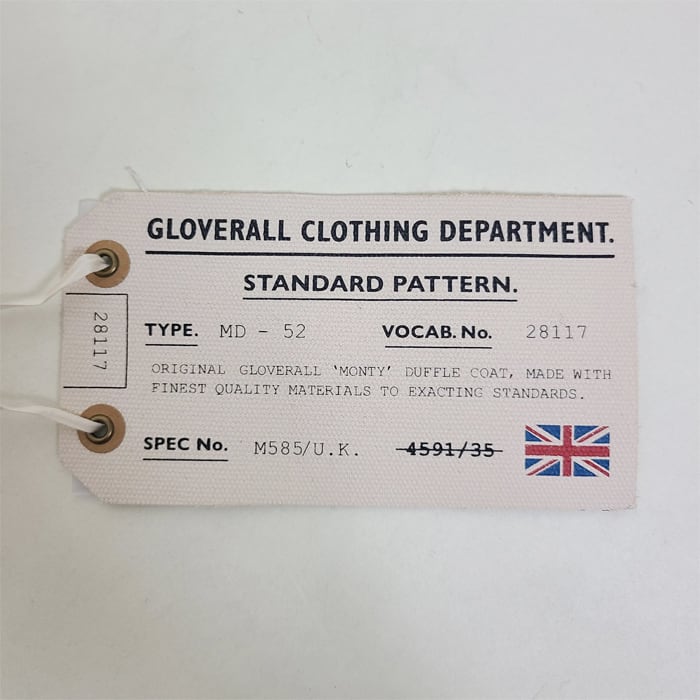 GLOVERALL CLOTHING DEPARTMENT.
STANDARD PATTERN.
TYPE. MD - 52 VOCAB. No. 28117
28117
ORIGINAL GLOVERALL 'MONTY' DUFFLE COAT, MADE WITH
FINEST QUALITY MATERIALS TO EXACTING STANDARDS.
SPEC No. M585/U.K. 4591/35